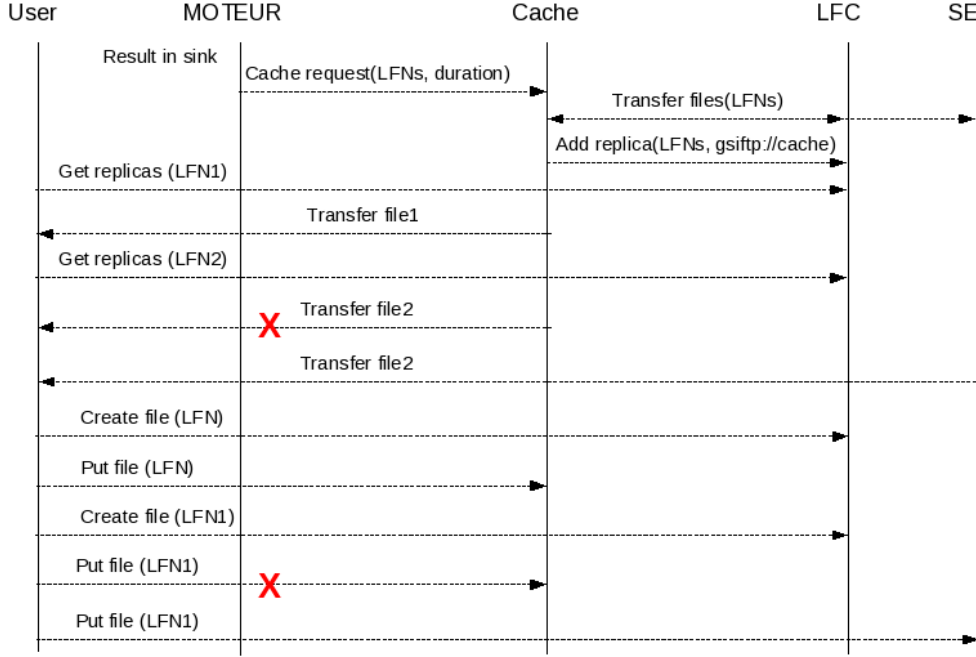 User MOTEUR Cache LFC SE
Result in sink
Cache request(LFNs, duration)
Transfer files(LFNs)
Add replica(LFNs, gsiftp://cache)
Get replicas (LFN1)
Transfer file1
Get replicas (LFN2)
Transfer file2
X
Transfer file2
Create file (LFN)
Put file (LFN)
Create file (LFN1)
Put file (LFN1)
X
Put file (LFN1)